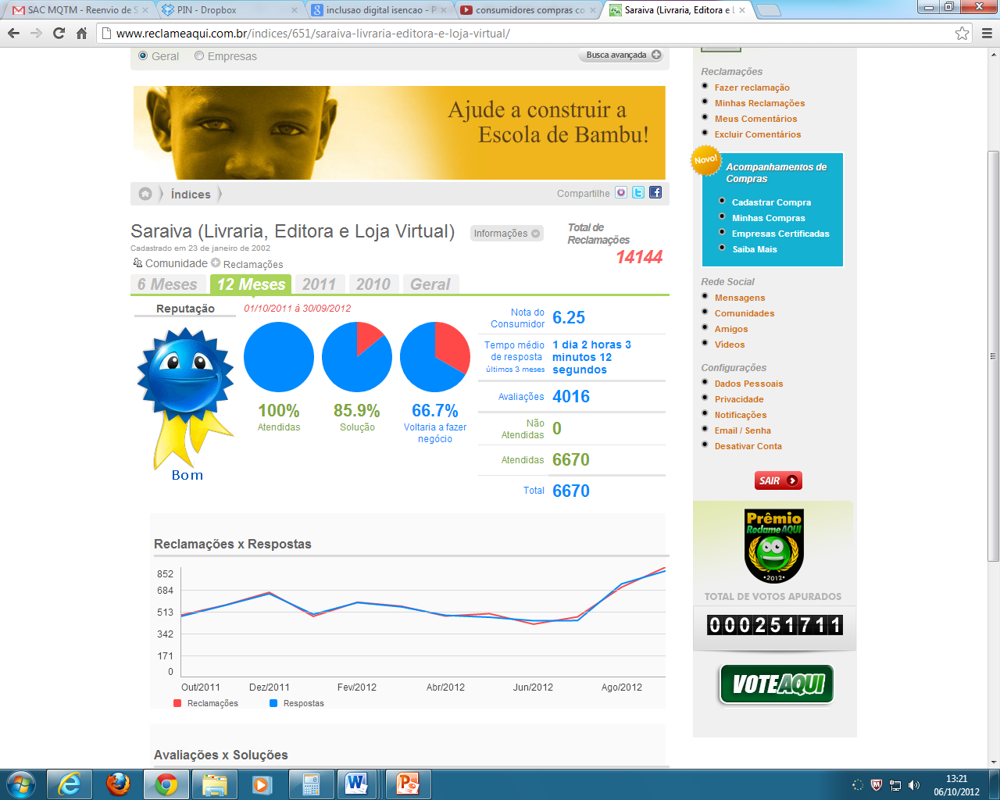 SAC MQTM - Reenvio de S
PIN - Dropbox
inclusao digital isencao - P
consumidores compras co
Saraiva (Livraria, Editora e L
www.reclameaqui.com.br/indices/651/saraiva-livraria-editora-e-loja-virtual/
Geral
Empresas
Busca avançada
Ajude a construir a
Escola de Bambu!
Índices
Compartilhe
Saraiva (Livraria, Editora e Loja Virtual)
Informações
Cadastrado em 23 de janeiro de 2002
Comunidade
Reclamações
Total de
Reclamações
14144
6 Meses
12 Meses
2011
2010
Geral
Reputação
Bom
01/10/2011 à 30/09/2012
100%
Atendidas
85.9%
Solução
66.7%
Voltaria a fazer
negócio
Nota do
Consumidor
6.25
Tempo médio
de resposta
últimos 3 meses
1 dia 2 horas 3
minutos 12
segundos
Avaliações
4016
Não
Atendidas
0
Atendidas
6670
Total
6670
Reclamações x Respostas
852
684
513
342
171
0
Out/2011
Dez/2011
Fev/2012
Abr/2012
Jun/2012
Ago/2012
Reclamações
Respostas
Avaliações x Soluções
Reclamações
Fazer reclamação
Minhas Reclamações
Meus Comentários
Excluir Comentários
Novo!
Acompanhamentos de
Compras
Cadastrar Compra
Minhas Compras
Empresas Certificadas
Saiba Mais
Rede Social
Mensagens
Comunidades
Amigos
Vídeos
Configurações
Dados Pessoais
Privacidade
Notificações
Email / Senha
Desativar Conta
SAIR
Prêmio
ReclameAQUI
•2012•
TOTAL DE VOTOS APURADOS
000251711
VOTEAQUI
13:21
06/10/2012